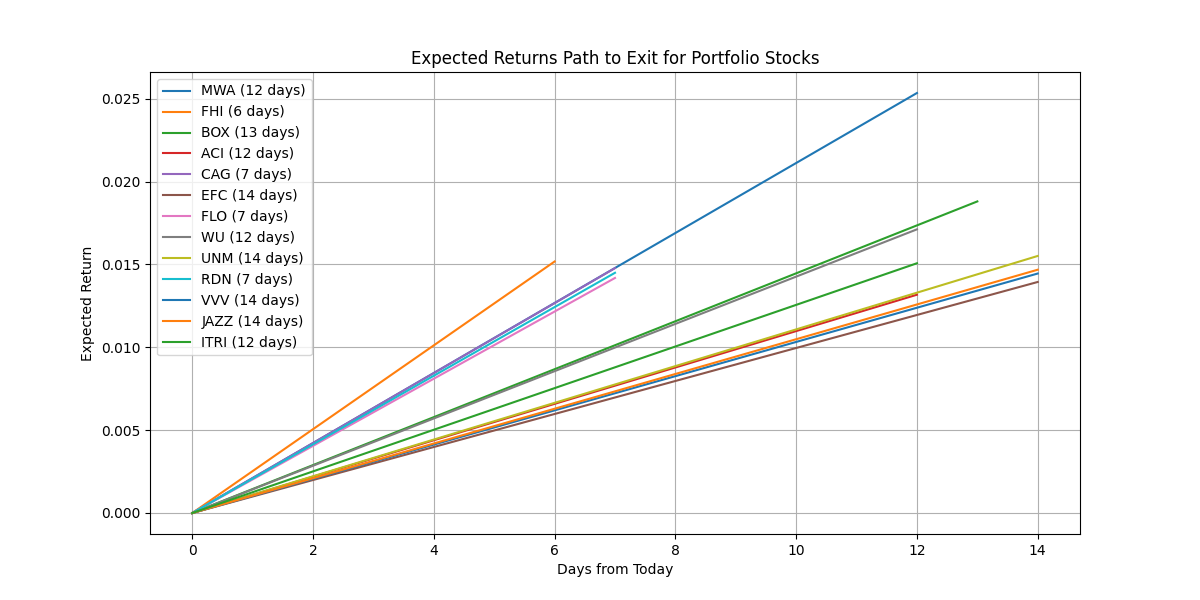 Expected Returns Path to Exit for Portfolio Stocks
MWA (12 days)
FHI (6 days)
BOX (13 days)
ACI (12 days)
CAG (7 days)
EFC (14 days)
FLO (7 days)
WU (12 days)
UNM (14 days)
RDN (7 days)
VVV (14 days)
JAZZ (14 days)
ITRI (12 days)
0.025
0.020
0.015
0.010
0.005
0.000
Expected Return
0 2 4 6 8 10 12 14
Days from Today